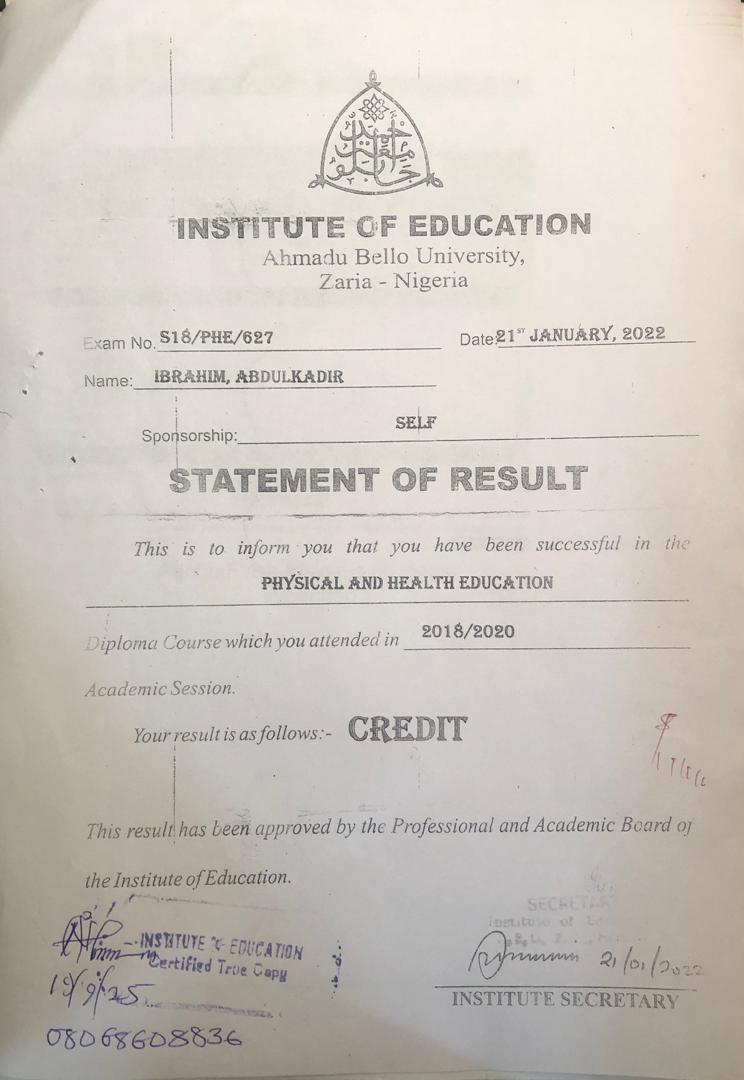 INSTITUTE OF EDUCATION
Ahmadu Bello University,
Zaria - Nigeria
Exam No. S18/PHE/627
Date: 21ST JANUARY, 2022
Name: IBRAHIM, ABDULKADIR
Sponsorship: SELF
STATEMENT OF RESULT
This is to inform you that you have been successful in the
PHYSICAL AND HEALTH EDUCATION
Diploma Course which you attended in 2018/2020
Academic Session.
Your result is as follows:- CREDIT
This result has been approved by the Professional and Academic Board of
the Institute of Education.
INSTITUTE OF EDUCATION
Certified True Copy
08068608836
SECRETARY
Institute of
21/01/2022
INSTITUTE SECRETARY